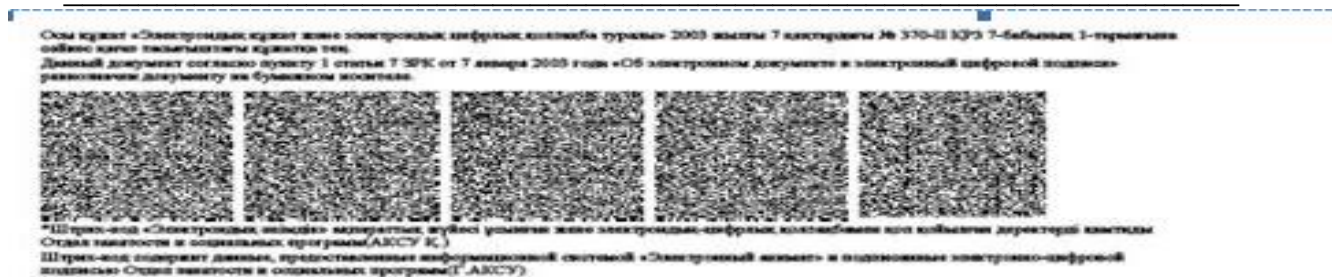 Осы құжат «Электрондық құжат және электрондық цифрлық қолтаңба туралы» 2003 жылғы 7 қаңтардағы № 370-II ҚРЗ 7-бабының 1-тармағына
сәйкес қағаз тасығыштағы құжатқа тең.
Данный документ согласно пункту 1 статьи 7 ЗРК от 7 января 2003 года «Об электронном документе и электронной цифровой подписи»
равнозначен документу на бумажном носителе.
*Штрих-код «Электрондық әкімдік» ақпараттық жүйесі ұсынған және электрондық-цифрлық қолтаңбамен қол қойылған деректерді қамтиды
Отдел занятости и социальных программ(АКСУ Қ.)
Штрих-код содержит данные, предоставленные информационной системой «Электронный акимат» и подписанные электронно-цифровой
подписью Отдел занятости и социальных программ(Г.АКСУ)